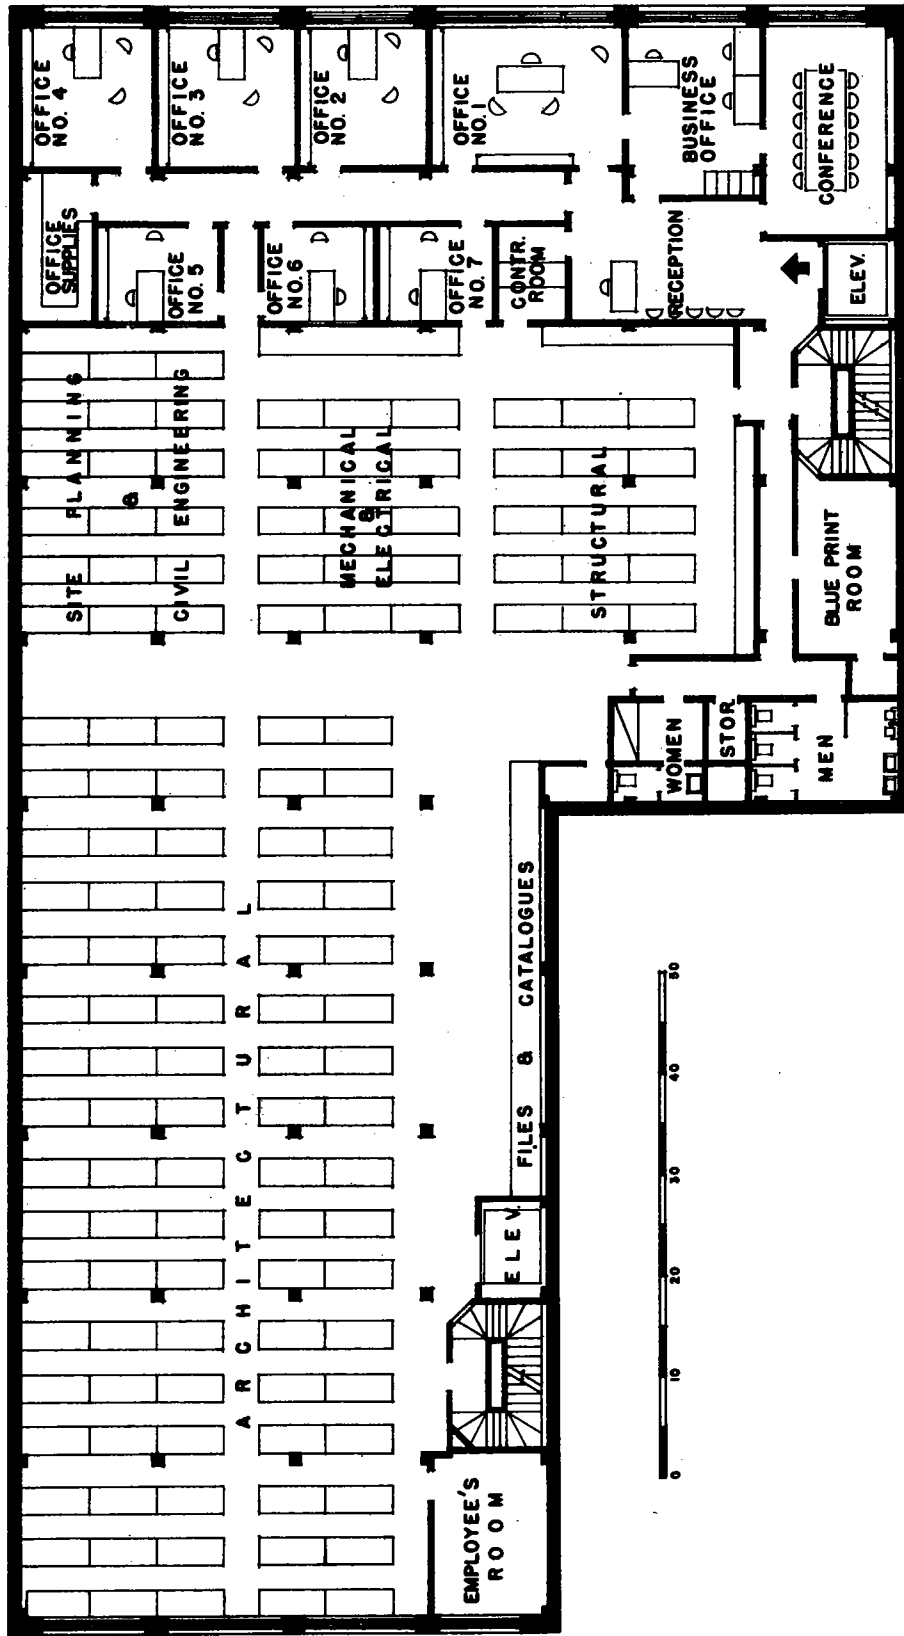 OFFICE
NO. 4
OFFICE
NO. 3
OFFICE
NO. 2
OFFICE
NO. 1
BUSINESS
OFFICE
CONFERENCE
OFFICE
SUPPLIES
OFFICE
NO. 5
OFFICE
NO. 6
OFFICE
NO. 7
CONTR.
ROOM
RECEPTION
ELEV.
SITE PLANNING
&
CIVIL ENGINEERING
MECHANICAL
&
ELECTRICAL
STRUCTURAL
BLUE PRINT
ROOM
WOMEN
STOR.
MEN
ARCHITECTURAL
FILES & CATALOGUES
ELEV.
EMPLOYEE'S
ROOM
0 10 20 30 40 50